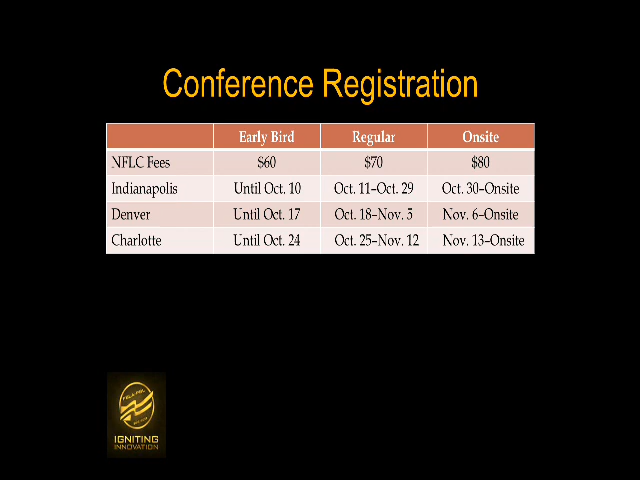 Conference Registration
Early Bird Regular Onsite
NFLC Fees $60 $70 $80
Indianapolis Until Oct. 10 Oct. 11–Oct. 29 Oct. 30–Onsite
Denver Until Oct. 17 Oct. 18–Nov. 5 Nov. 6–Onsite
Charlotte Until Oct. 24 Oct. 25–Nov. 12 Nov. 13–Onsite
IGNITING
INNOVATION